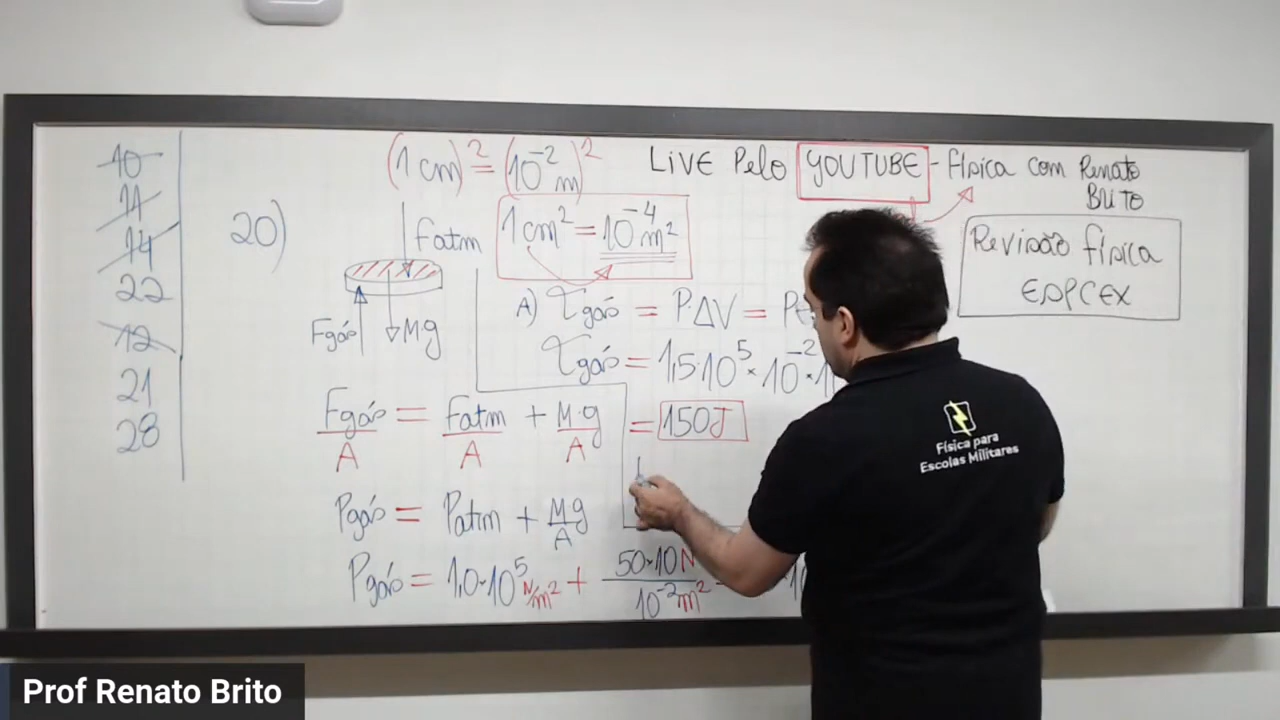 10
11
14
22
12
21
28
20)
(1 cm)² = (10⁻² m)²
1 cm² = 10⁻⁴ m²
LIVE Pelo YOUTUBE - Física com Renato
BRITO
Revisão física
ESPCEX
fatm
Fgás
Mg
A) τgás = P.ΔV =
τgás = 1,5.10⁵ × 10⁻² ×
= 150J
Fgás/A = Fatm/A + M.g/A
Pgás = Patm + Mg/A
Pgás = 1,0.10⁵ N/m² + 50.10 N/10⁻² m²
Física para
Escolas Militares
Prof Renato Brito